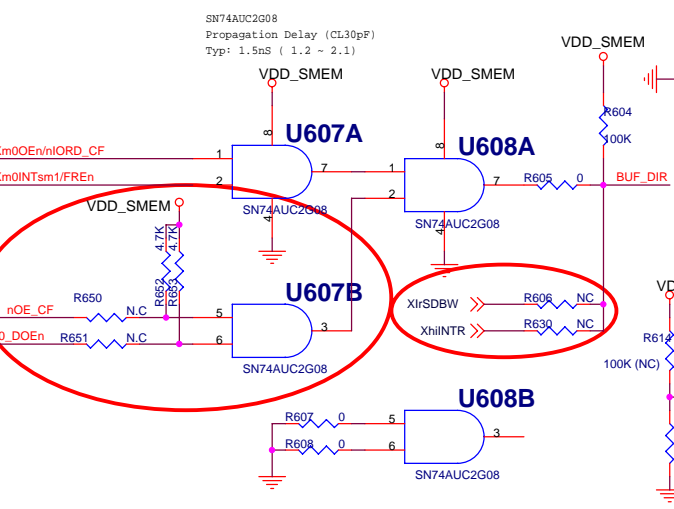 SN74AUC2G08
Propagation Delay (CL30pF)
Typ: 1.5nS ( 1.2 ~ 2.1)
VDD_SMEM
VDD_SMEM
VDD_SMEM
R604
100K
8
U607A
8
U608A
Xm0OEn/nIORD_CF
1
7
1
7
R605
0
BUF_DIR
Xm0INTsm1/FREn
2
2
VDD_SMEM
4
SN74AUC2G08
4
SN74AUC2G08
4.7K
4.7K
R652
R653
U607B
nOE_CF
R650
N.C
5
3
0_DOEn
R651
N.C
6
SN74AUC2G08
XIrSDBW
R606
NC
XhiINTR
R630
NC
VD
R614
100K (NC)
U608B
R607
0
5
3
R608
0
6
SN74AUC2G08